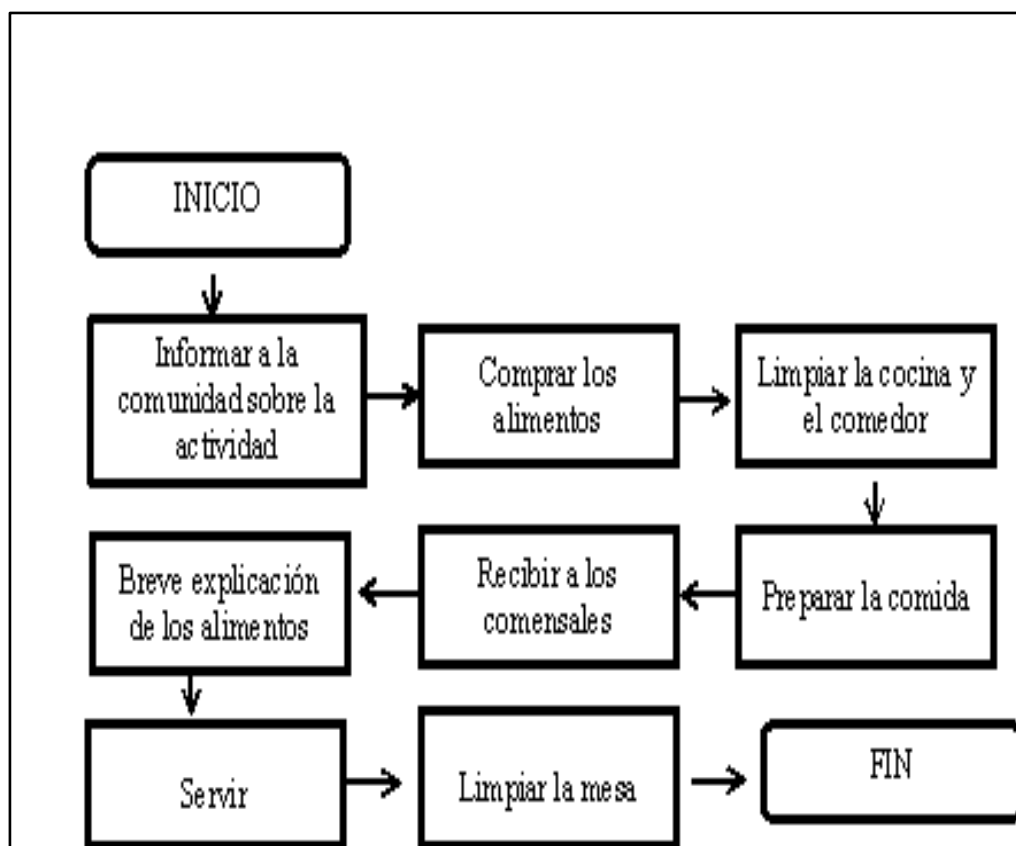 INICIO
Informar a la
comunidad sobre la
actividad
Comprar los
alimentos
Limpiar la cocina y
el comedor
Preparar la comida
Recibir a los
comensales
Breve explicación
de los alimentos
Servir
Limpiar la mesa
FIN